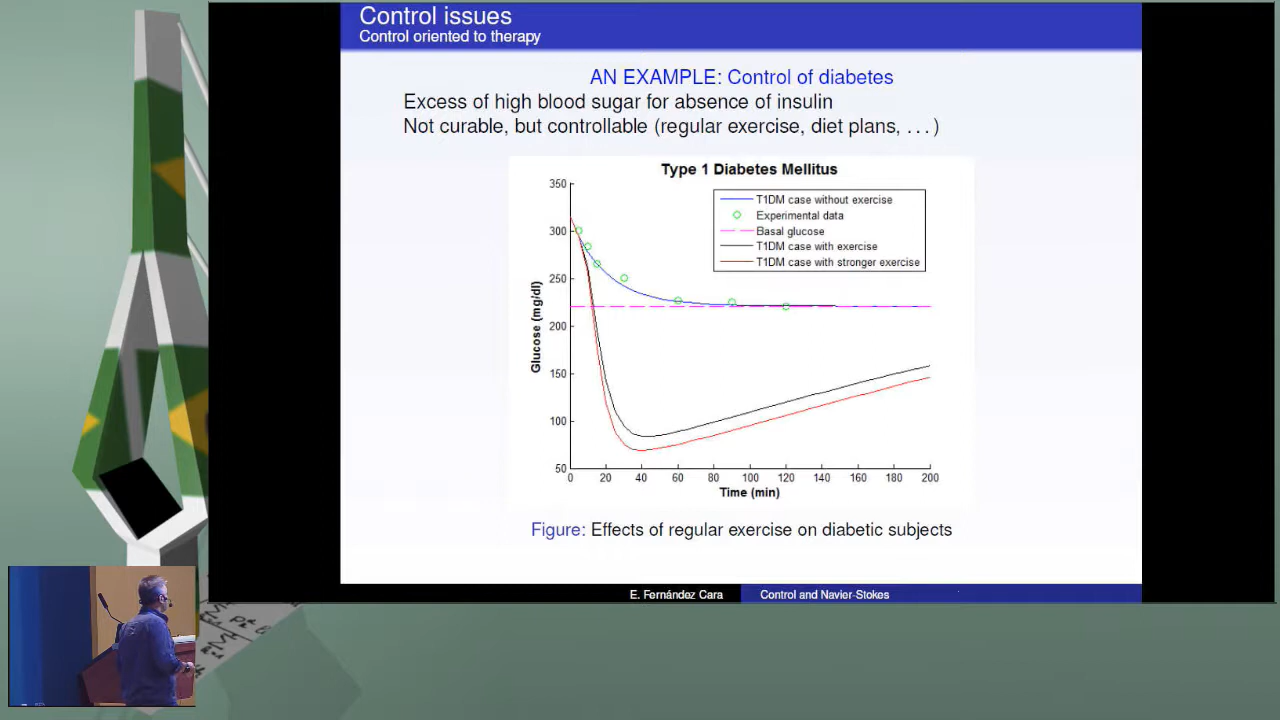 Control issues
Control oriented to therapy
AN EXAMPLE: Control of diabetes
Excess of high blood sugar for absence of insulin
Not curable, but controllable (regular exercise, diet plans, ...)
Type 1 Diabetes Mellitus
350
300
250
200
150
100
50
Glucose (mg/dl)
T1DM case without exercise
Experimental data
Basal glucose
T1DM case with exercise
T1DM case with stronger exercise
0 20 40 60 80 100 120 140 160 180 200
Time (min)
Figure: Effects of regular exercise on diabetic subjects
E. Fernández Cara
Control and Navier-Stokes